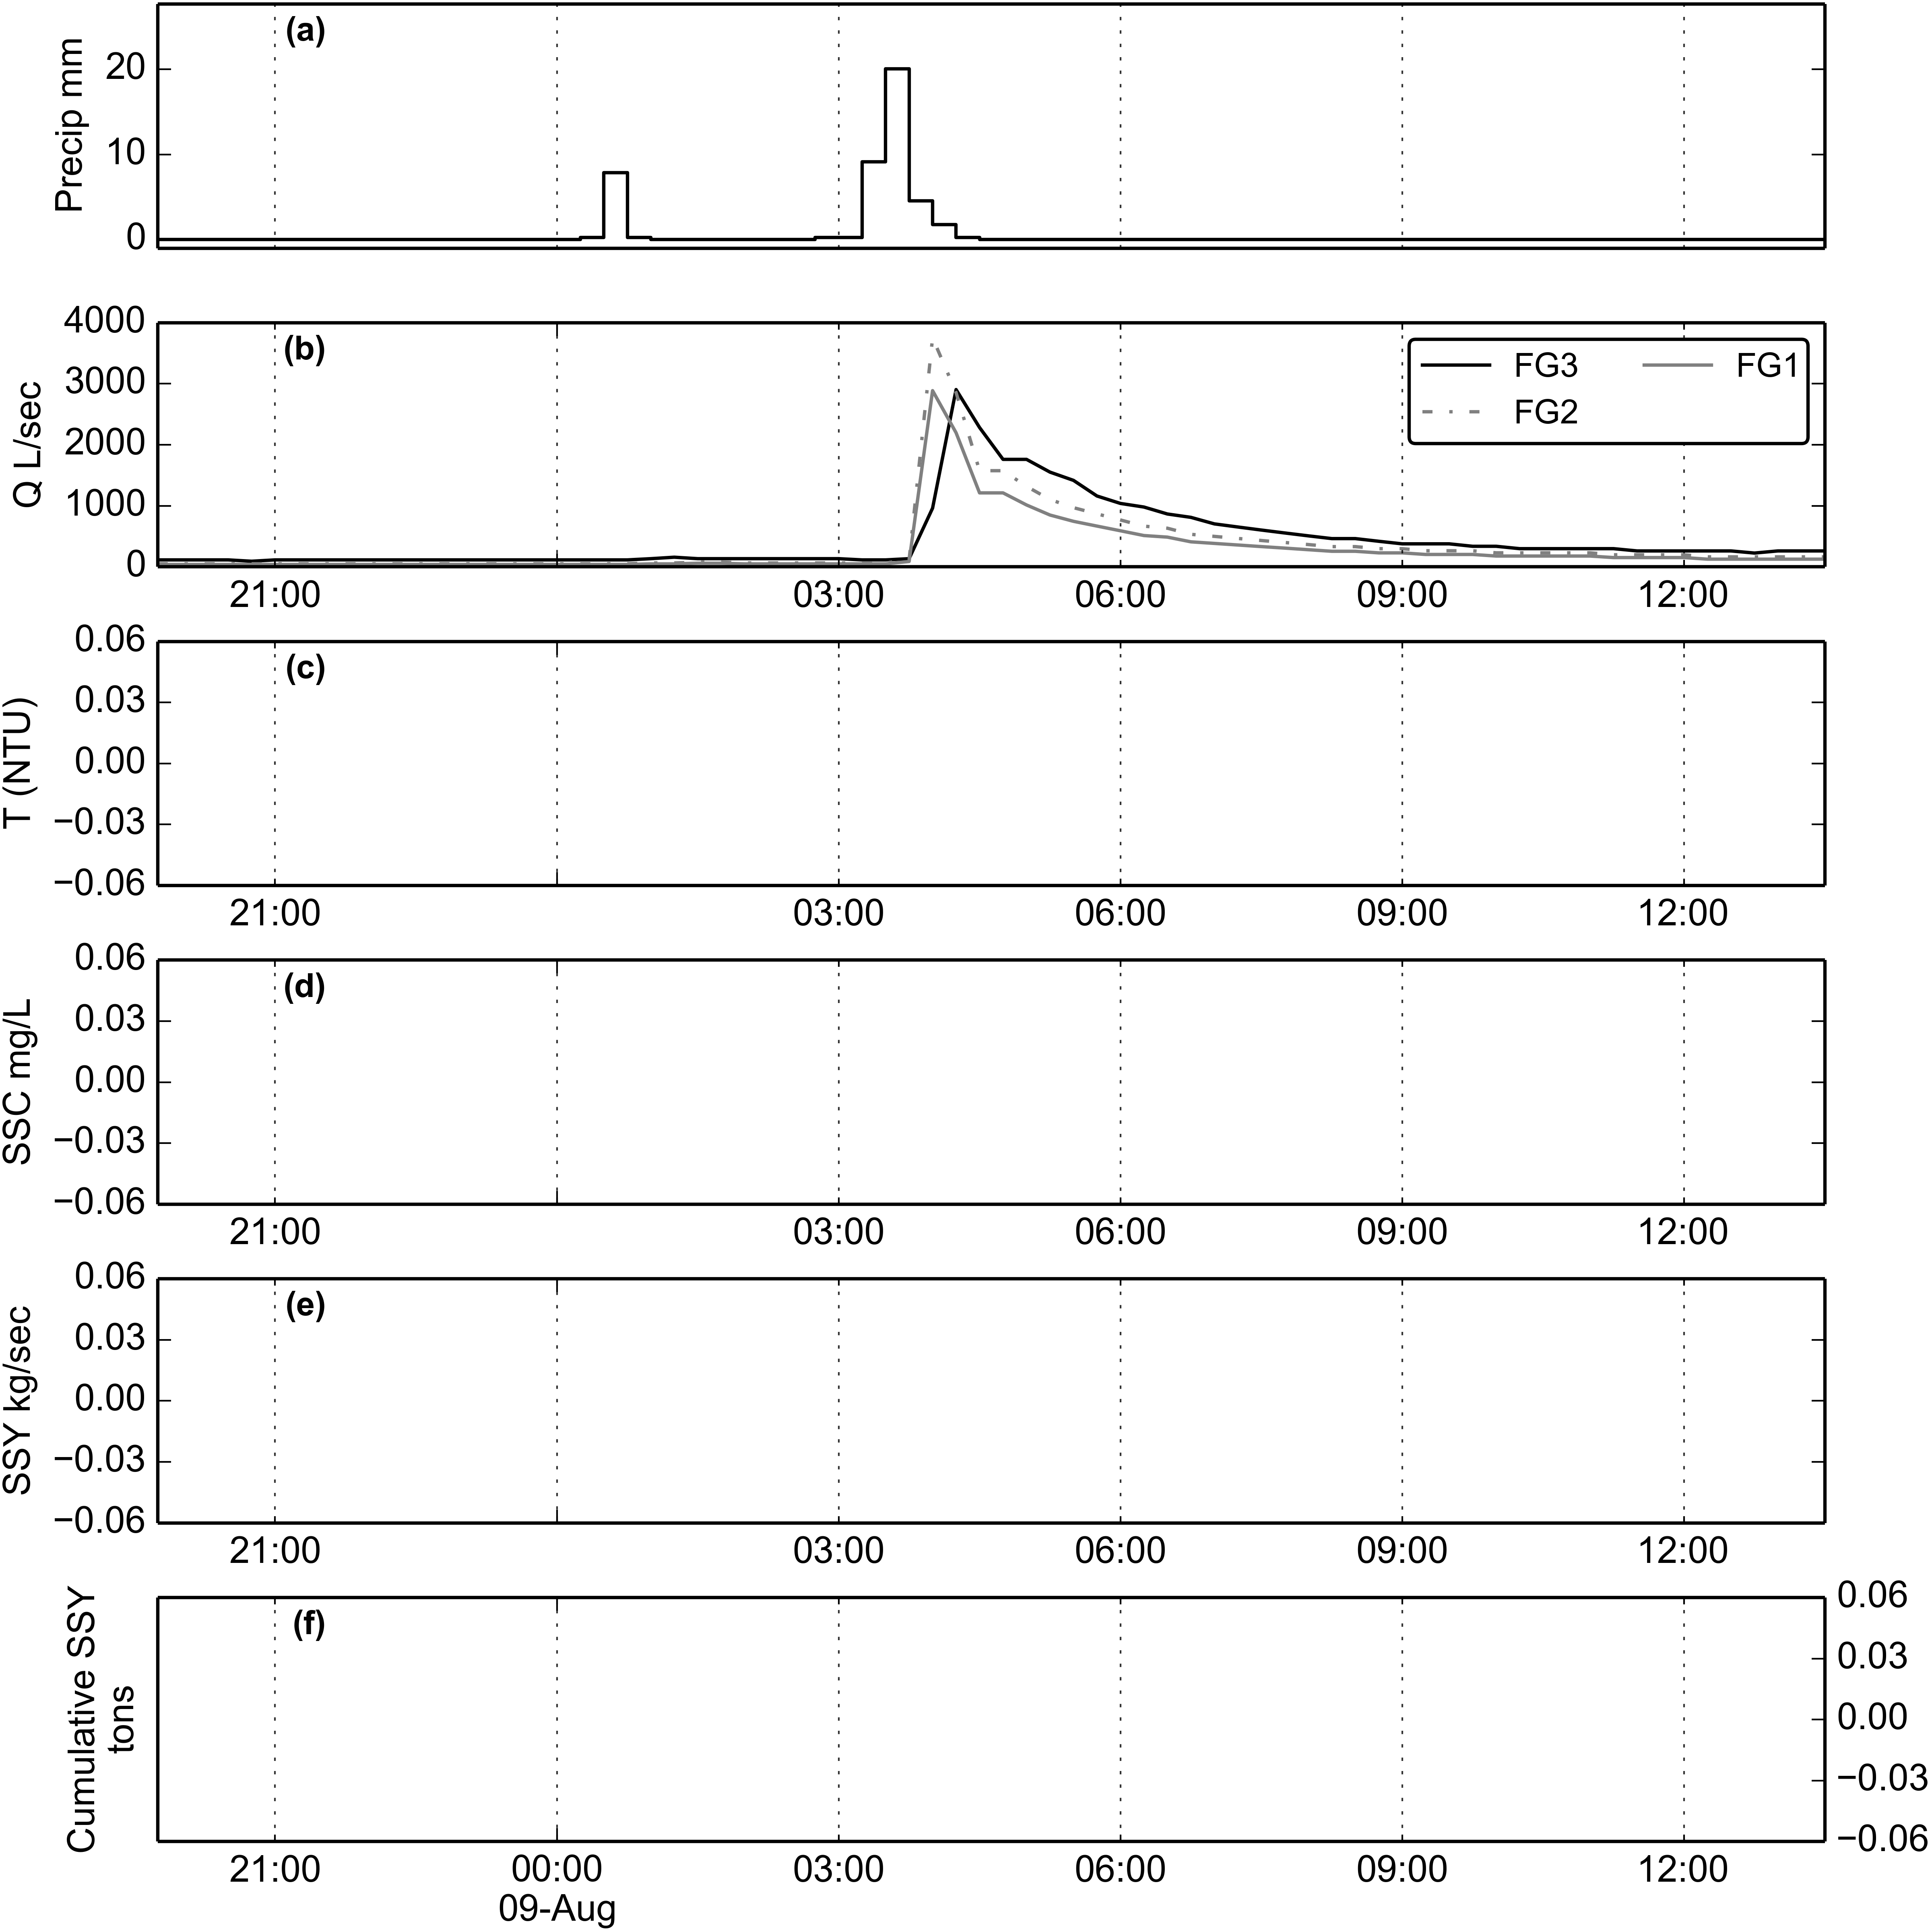 (a)
Precip mm
20
10
0
(b)
Q L/sec
4000
3000
2000
1000
0
FG3 FG1
FG2
21:00 03:00 06:00 09:00 12:00
(c)
T (NTU)
0.06
0.03
0.00
−0.03
−0.06
21:00 03:00 06:00 09:00 12:00
(d)
SSC mg/L
0.06
0.03
0.00
−0.03
−0.06
21:00 03:00 06:00 09:00 12:00
(e)
SSY kg/sec
0.06
0.03
0.00
−0.03
−0.06
21:00 03:00 06:00 09:00 12:00
(f)
Cumulative SSY
tons
0.06
0.03
0.00
−0.03
−0.06
21:00 00:00 03:00 06:00 09:00 12:00
09-Aug